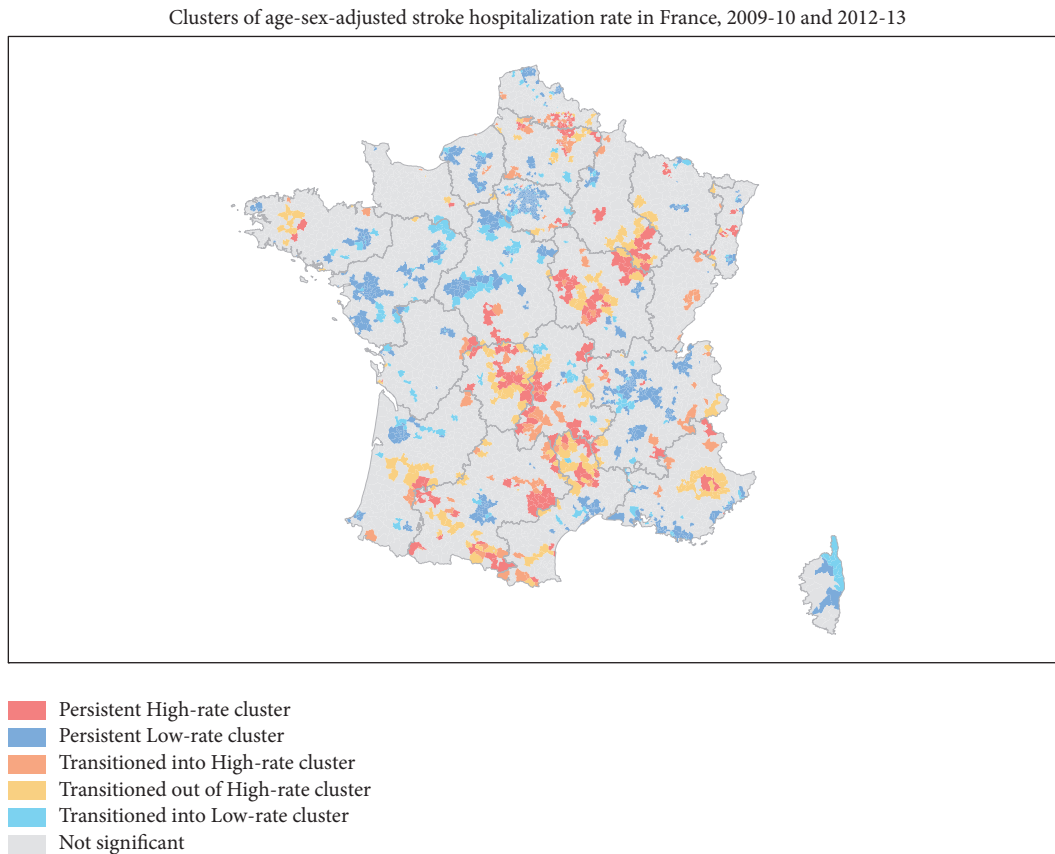 Clusters of age-sex-adjusted stroke hospitalization rate in France, 2009-10 and 2012-13
Persistent High-rate cluster
Persistent Low-rate cluster
Transitioned into High-rate cluster
Transitioned out of High-rate cluster
Transitioned into Low-rate cluster
Not significant